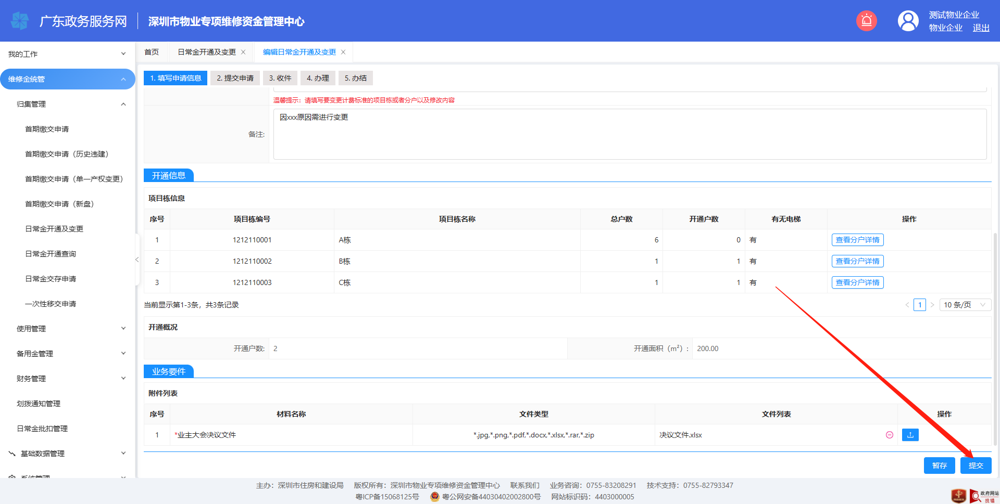 广东政务服务网 深圳市物业专项维修资金管理中心
测试物业企业
物业企业 退出
我的工作
维修金统管
归集管理
首期缴交申请
首期缴交申请（历史违建）
首期缴交申请（单一产权变更）
首期缴交申请（新盘）
日常金开通及变更
日常金开通查询
日常金交存申请
一次性移交申请
使用管理
备用金管理
财务管理
划拨通知管理
日常金批扣管理
基础数据管理
系统管理
首页 日常金开通及变更 编辑日常金开通及变更
1. 填写申请信息 2. 提交申请 3. 收件 4. 办理 5. 办结
温馨提示：请填写要变更计费标准的项目栋或者分户以及修改内容
备注: 因xxx原因需进行变更
开通信息
项目栋信息
序号 项目栋编号 项目栋名称 总户数 开通户数 有无电梯 操作
1 1212110001 A栋 6 0 有 查看分户详情
2 1212110002 B栋 1 1 有 查看分户详情
3 1212110003 C栋 1 1 有 查看分户详情
当前显示第1-3条，共3条记录 < 1 > 10 条/页
开通概况
开通户数: 2 开通面积（m²）: 200.00
业务要件
附件列表
序号 材料名称 文件类型 文件列表 操作
1 *业主大会决议文件 *.jpg,*.png,*.pdf,*.docx,*.xlsx,*.rar,*.zip 决议文件.xlsx
暂存 提交
主办：深圳市住房和建设局 版权所有：深圳市物业专项维修资金管理中心 联系我们 业务咨询：0755-83208291 技术支持：0755-82793347
粤ICP备15068125号 粤公网安备44030402002800号 网站标识码：4403000005
政府网站
找错